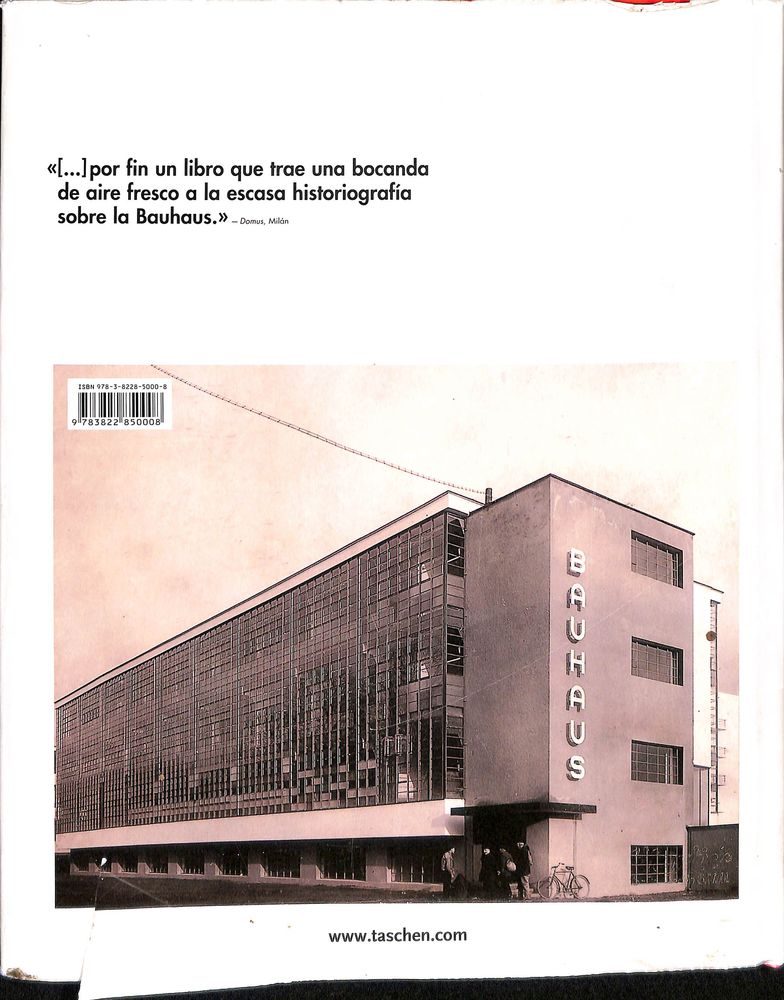 «[...] por fin un libro que trae una bocanda
de aire fresco a la escasa historiografía
sobre la Bauhaus.» – Domus, Milán
ISBN 978-3-8228-5000-8
9 783822 850008
BAUHAUS
www.taschen.com